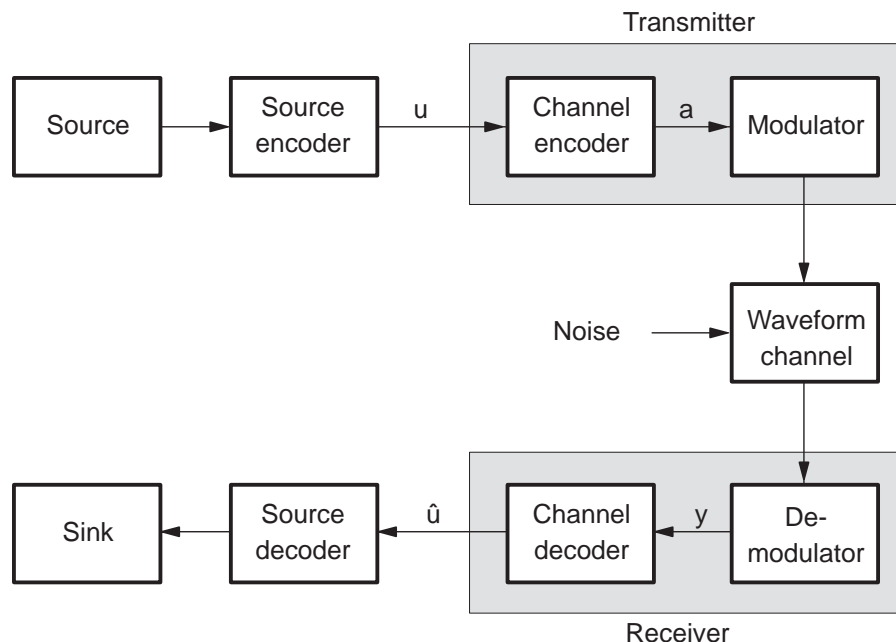 Transmitter
Source
Source
encoder
u
Channel
encoder
a
Modulator
Noise
Waveform
channel
Sink
Source
decoder
û
Channel
decoder
y
De-
modulator
Receiver